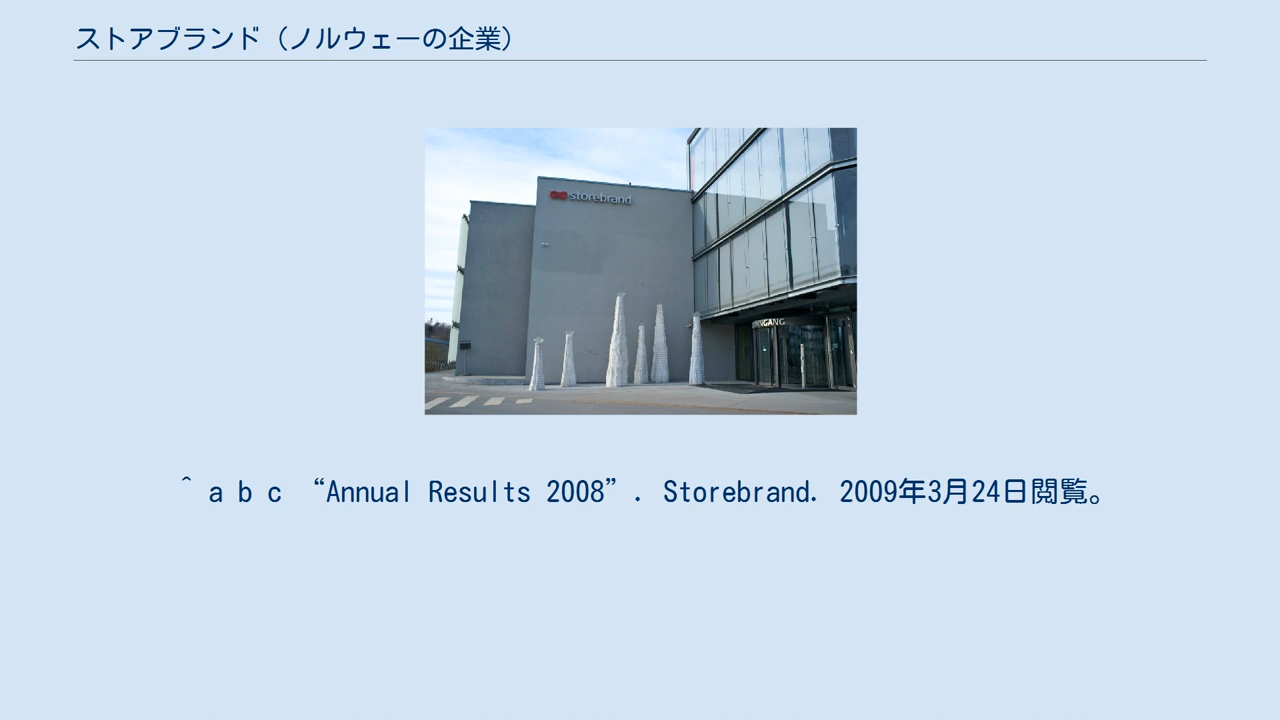 ストアブランド（ノルウェーの企業）
storebrand
INNGANG
^ a b c “Annual Results 2008”. Storebrand. 2009年3月24日閲覧。